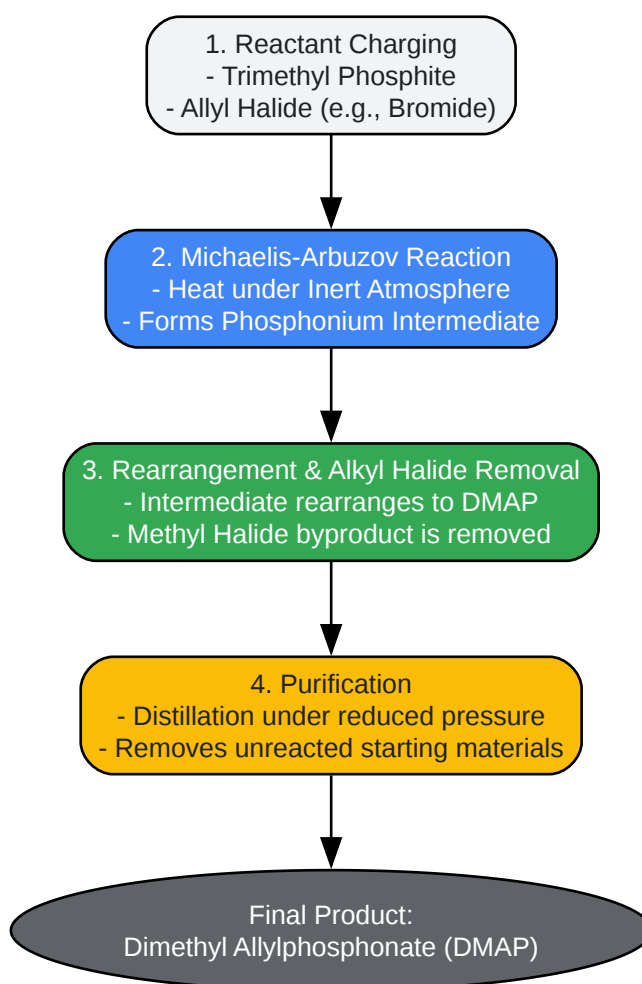 1. Reactant Charging
- Trimethyl Phosphite
- Allyl Halide (e.g., Bromide)
2. Michaelis-Arbuzov Reaction
- Heat under Inert Atmosphere
- Forms Phosphonium Intermediate
3. Rearrangement & Alkyl Halide Removal
- Intermediate rearranges to DMAP
- Methyl Halide byproduct is removed
4. Purification
- Distillation under reduced pressure
- Removes unreacted starting materials
Final Product:
Dimethyl Allylphosphonate (DMAP)